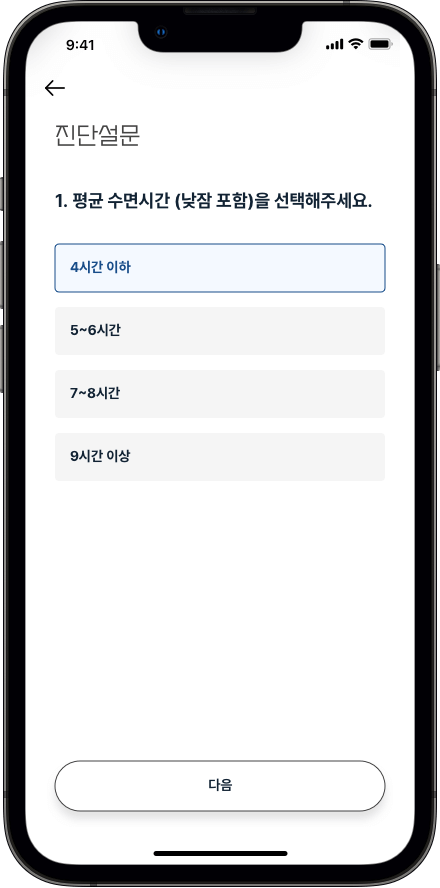 9:41
진단설문
1. 평균 수면시간 (낮잠 포함)을 선택해주세요.
4시간 이하
5~6시간
7~8시간
9시간 이상
다음